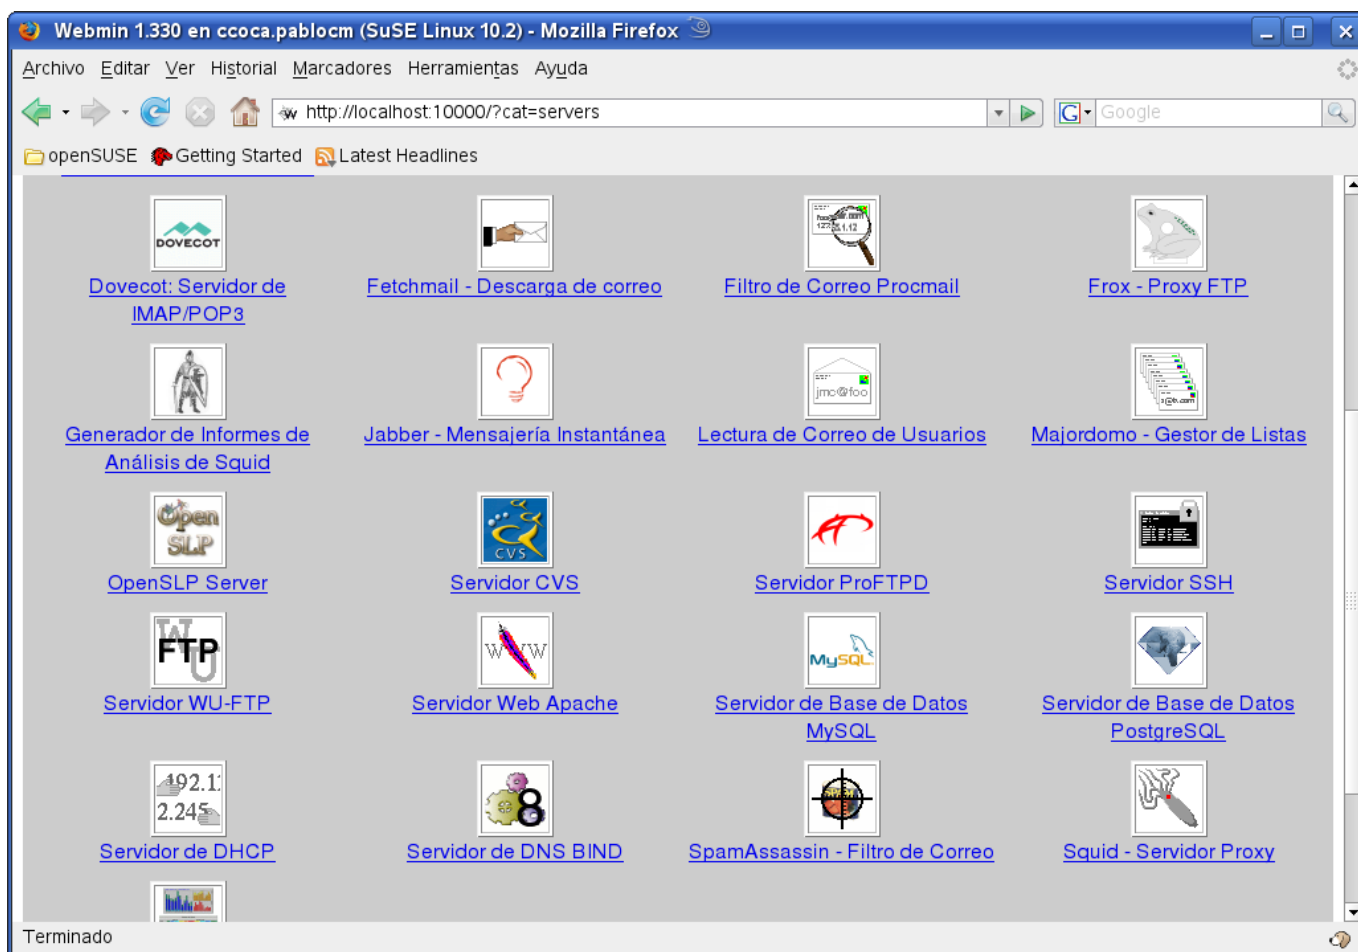 Webmin 1.330 en ccoca.pablocm (SuSE Linux 10.2) - Mozilla Firefox
Archivo Editar Ver Historial Marcadores Herramientas Ayuda
http://localhost:10000/?cat=servers
Google
openSUSE Getting Started Latest Headlines
DOVECOT
Dovecot: Servidor de IMAP/POP3
Fetchmail - Descarga de correo
Filtro de Correo Procmail
Frox - Proxy FTP
jmc@foo
Generador de Informes de Análisis de Squid
Jabber - Mensajería Instantánea
Lectura de Correo de Usuarios
Majordomo - Gestor de Listas
Open SLP
CVS
OpenSLP Server
Servidor CVS
Servidor ProFTPD
Servidor SSH
WU FTP
WWW
MySQL
Servidor WU-FTP
Servidor Web Apache
Servidor de Base de Datos MySQL
Servidor de Base de Datos PostgreSQL
192.1
2.245
8
Servidor de DHCP
Servidor de DNS BIND
SpamAssassin - Filtro de Correo
Squid - Servidor Proxy
Terminado